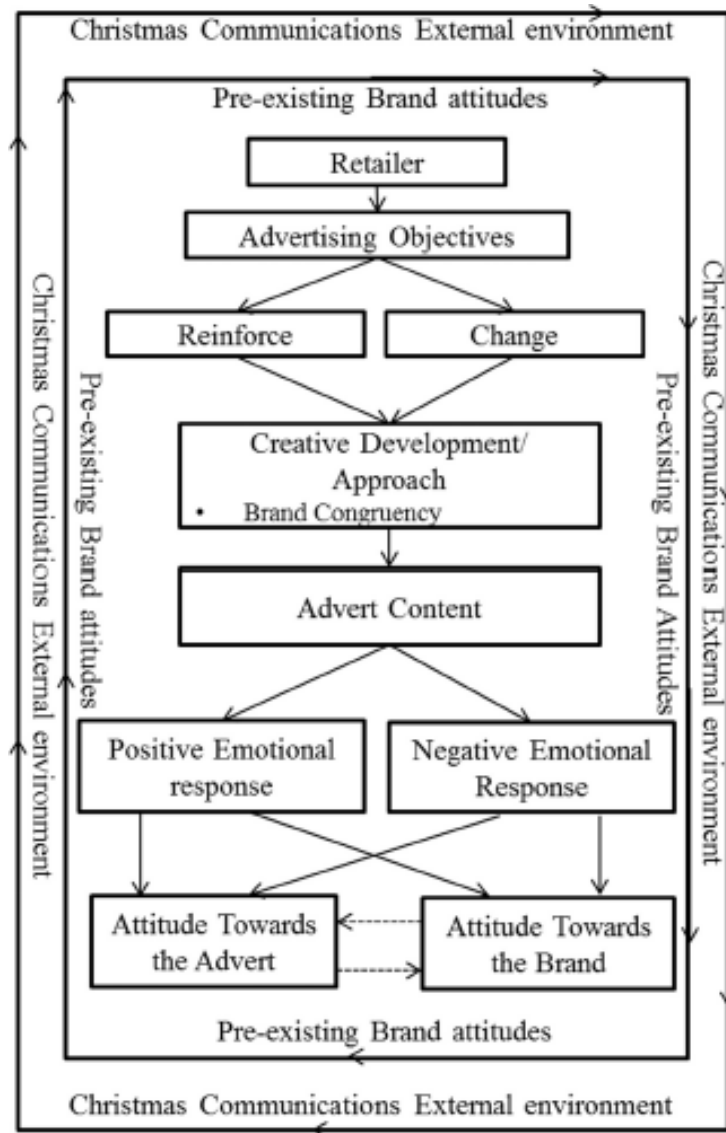 Christmas Communications External environment
Pre-existing Brand attitudes
Retailer
Advertising Objectives
Reinforce
Change
Creative Development/
Approach
• Brand Congruency
Advert Content
Positive Emotional
response
Negative Emotional
Response
Attitude Towards
the Advert
Attitude Towards
the Brand
Pre-existing Brand attitudes
Christmas Communications External environment
Christmas Communications External environment
Pre-existing Brand attitudes
Pre-existing Brand Attitudes
Christmas Communications External environment